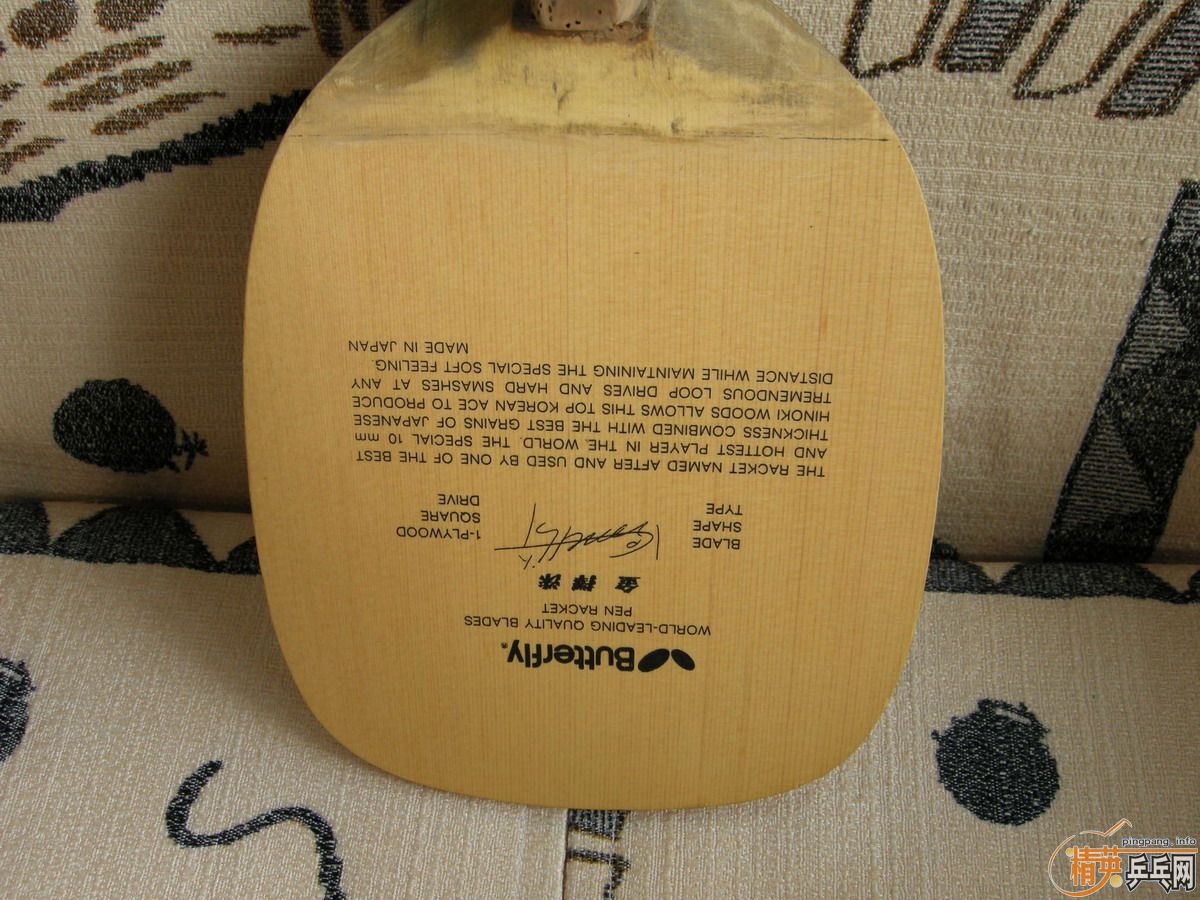 Butterfly®
WORLD-LEADING QUALITY BLADES
PEN RACKET
金擇洙
BLADE 1-PLYWOOD
SHAPE SQUARE
TYPE DRIVE
THE RACKET NAMED AFTER AND USED BY ONE OF THE BEST
AND HOTTEST PLAYER IN THE WORLD. THE SPECIAL 10 mm
THICKNESS COMBINED WITH THE BEST GRAINS OF JAPANESE
HINOKI WOODS ALLOWS THIS TOP KOREAN ACE TO PRODUCE
TREMENDOUS LOOP DRIVES AND HARD SMASHES AT ANY
DISTANCE WHILE MAINTAINING THE SPECIAL SOFT FEELING.
MADE IN JAPAN
pingpang.info
精英乒乓网